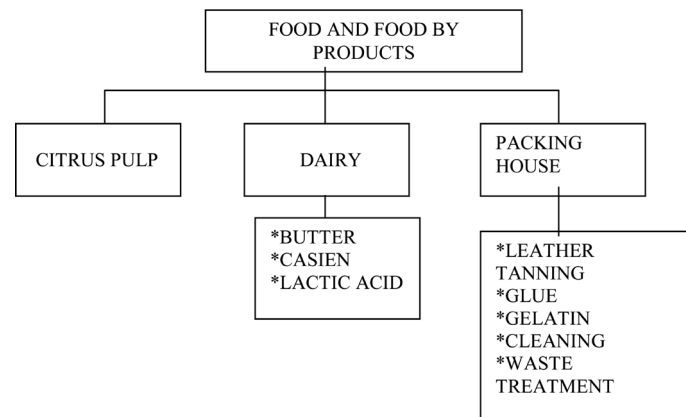 FOOD AND FOOD BY
PRODUCTS
CITRUS PULP
DAIRY
PACKING
HOUSE
*BUTTER
*CASIEN
*LACTIC ACID
*LEATHER
TANNING
*GLUE
*GELATIN
*CLEANING
*WASTE
TREATMENT